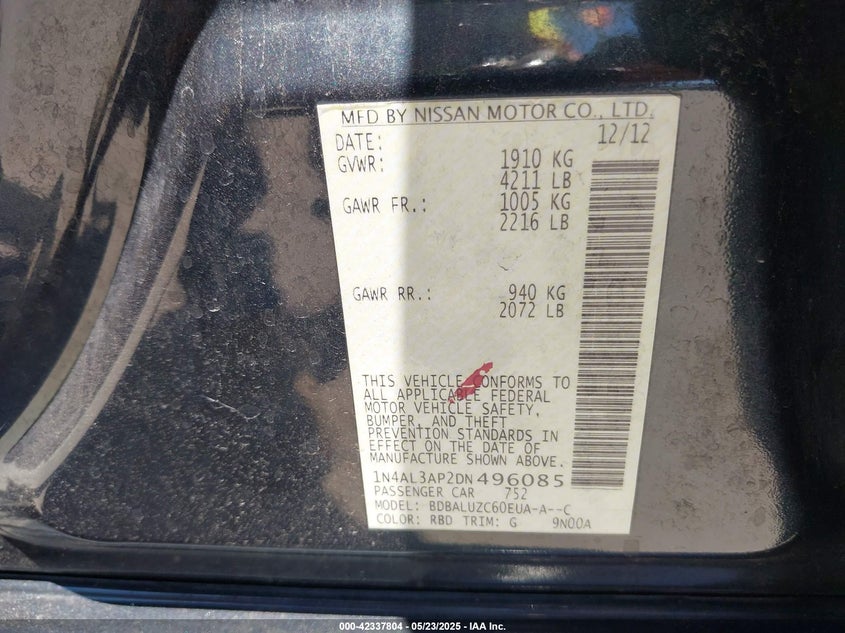 MFD BY NISSAN MOTOR CO., LTD.
DATE: 12/12
GVWR: 1910 KG
4211 LB
GAWR FR.: 1005 KG
2216 LB
GAWR RR.: 940 KG
2072 LB
THIS VEHICLE CONFORMS TO
ALL APPLICABLE FEDERAL
MOTOR VEHICLE SAFETY,
BUMPER, AND THEFT
PREVENTION STANDARDS IN
EFFECT ON THE DATE OF
MANUFACTURE SHOWN ABOVE.
1N4AL3AP2DN496085
PASSENGER CAR 752
MODEL: BDBALUZC60EUA-A--C
COLOR: RBD TRIM: G 9N00A
000-42337804 — 05/23/2025 — IAA Inc.